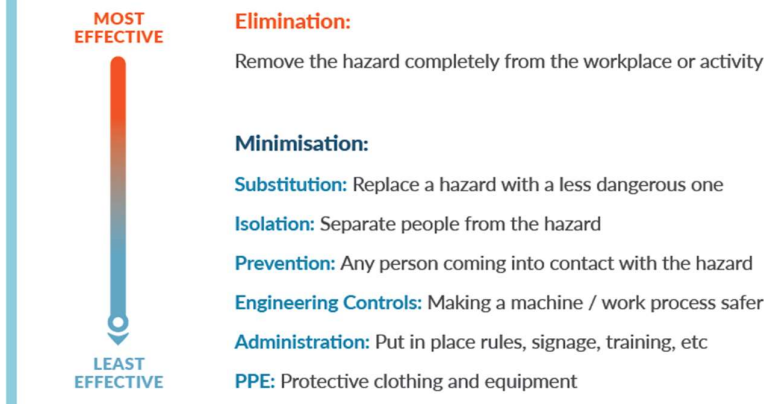 MOST
EFFECTIVE
Elimination:
Remove the hazard completely from the workplace or activity
Minimisation:
Substitution: Replace a hazard with a less dangerous one
Isolation: Separate people from the hazard
Prevention: Any person coming into contact with the hazard
Engineering Controls: Making a machine / work process safer
Administration: Put in place rules, signage, training, etc
PPE: Protective clothing and equipment
LEAST
EFFECTIVE